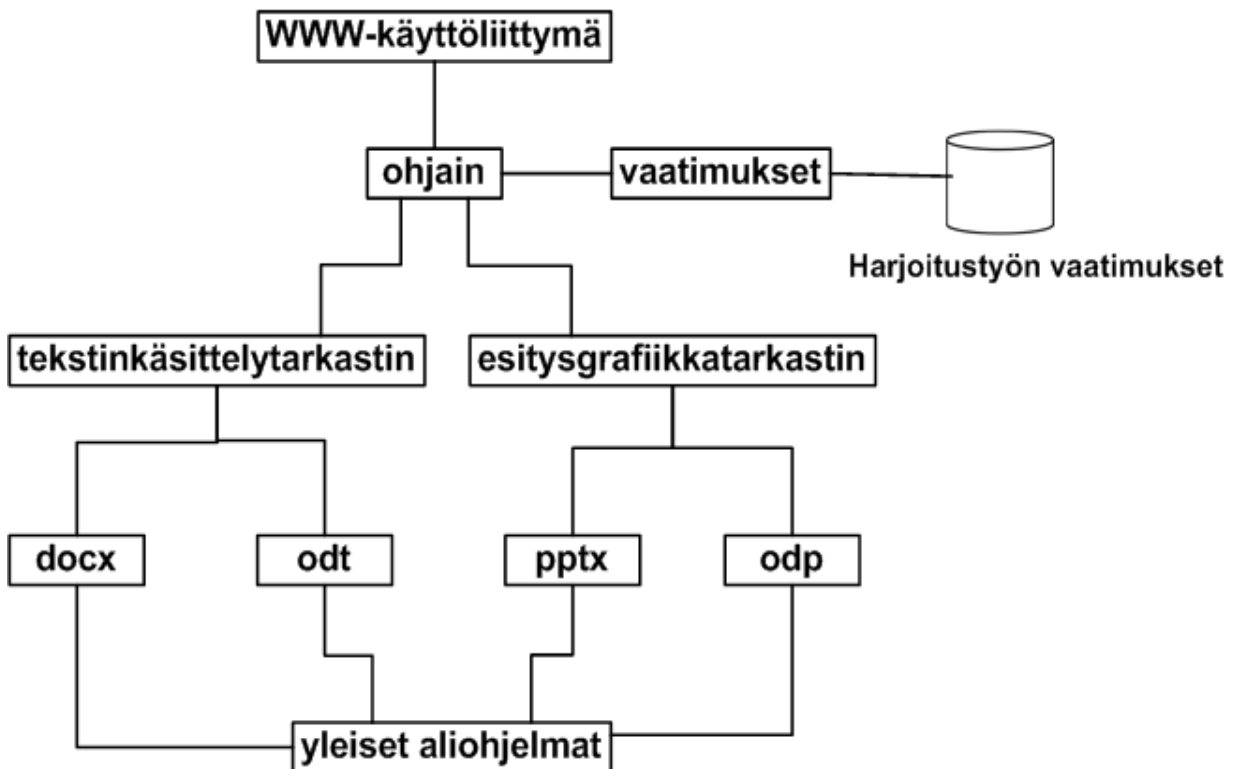 WWW-käyttöliittymä
ohjain
vaatimukset
Harjoitustyön vaatimukset
tekstinkäsittelytarkastin
esitysgrafiikkatarkastin
docx
odt
pptx
odp
yleiset aliohjelmat